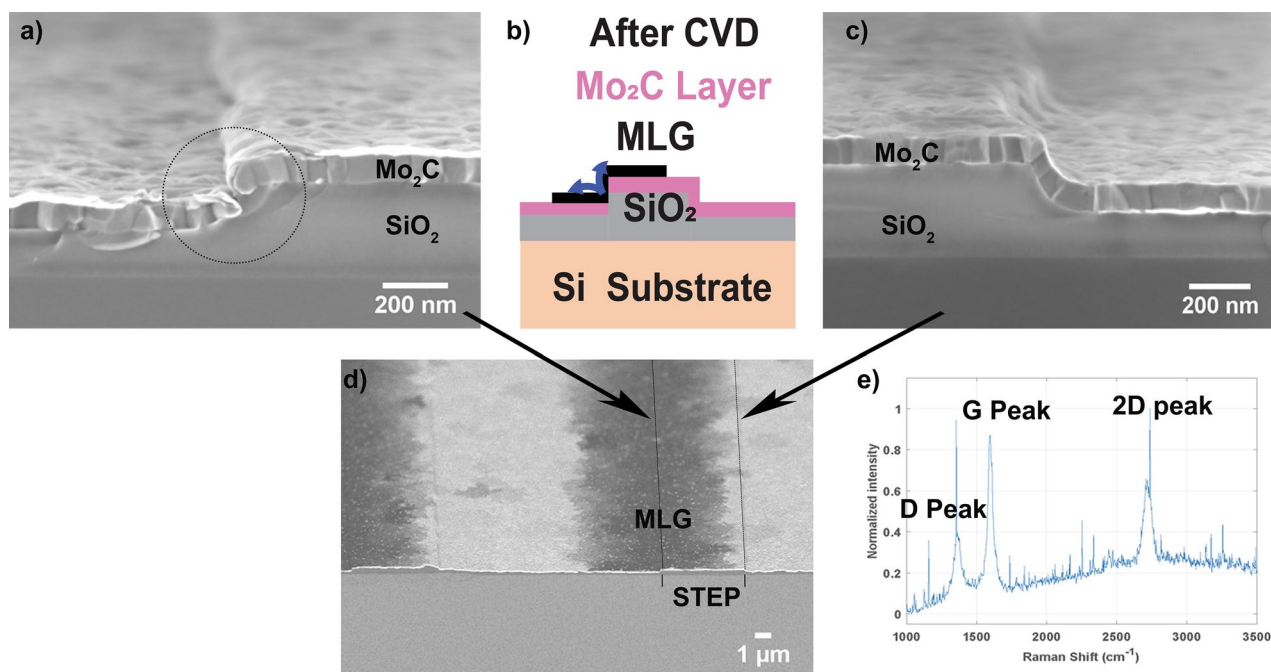 a)
Mo₂C
SiO₂
200 nm
b)
After CVD
Mo₂C Layer
MLG
SiO₂
Si Substrate
c)
Mo₂C
SiO₂
200 nm
d)
MLG
STEP
1 µm
e)
G Peak
2D peak
D Peak
Normalized intensity
1
0.8
0.6
0.4
0.2
0
1000 1500 2000 2500 3000 3500
Raman Shift (cm⁻¹)